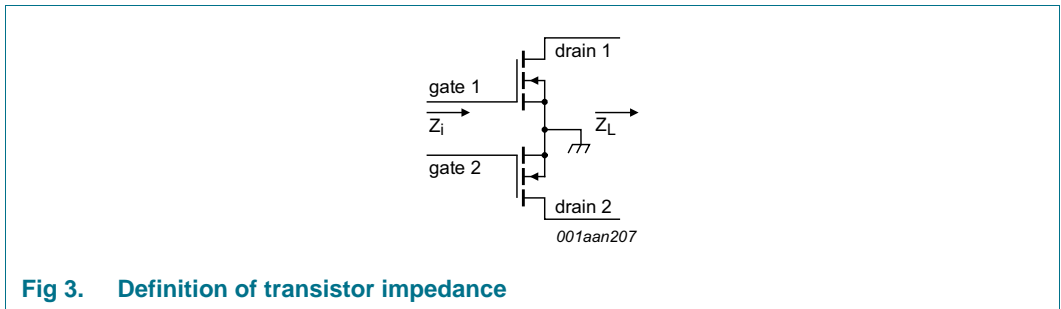 drain 1
gate 1
Zi
ZL
gate 2
drain 2
001aan207
Fig 3. Definition of transistor impedance